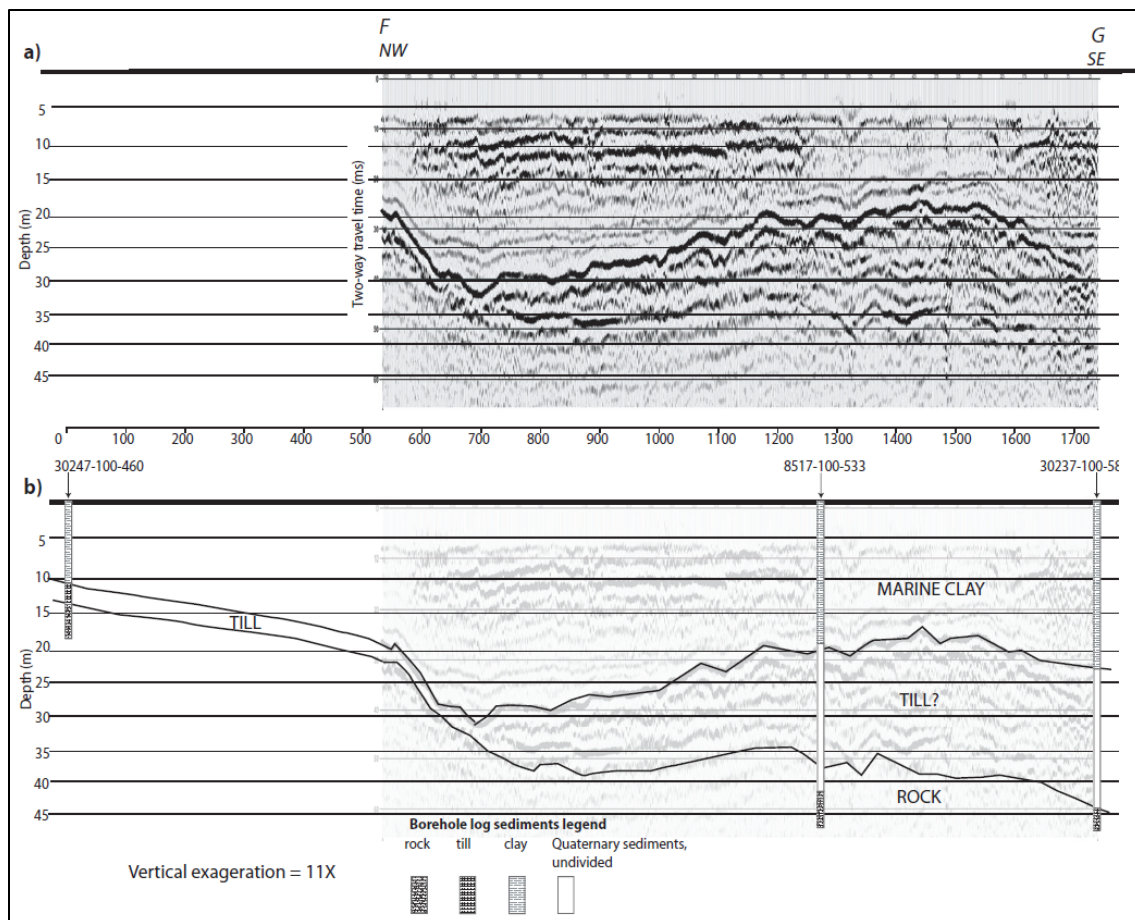 F
NW
a)
G
SE
5
10
15
20
25
30
35
40
45
Depth (m)
Two-way travel time (ms)
0 100 200 300 400 500 600 700 800 900 1000 1100 1200 1300 1400 1500 1600 1700
30247-100-460 8517-100-533 30237-100-58
b)
5
10
15
20
25
30
35
40
45
Depth (m)
MARINE CLAY
TILL
TILL?
ROCK
Borehole log sediments legend
rock till clay Quaternary sediments,
undivided
Vertical exageration = 11X